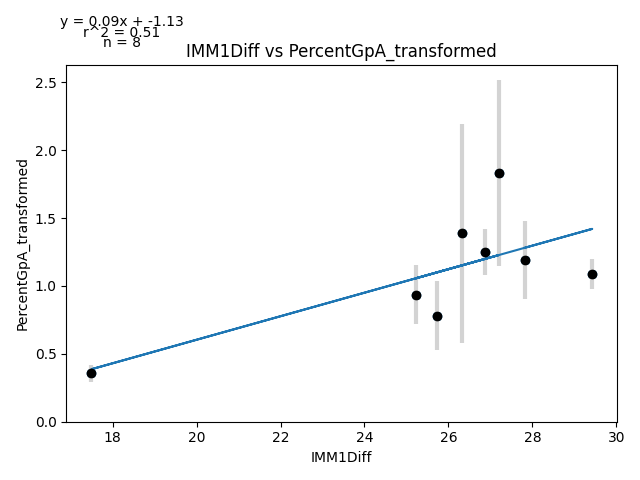 y = 0.09x + -1.13
r^2 = 0.51
n = 8
IMM1Diff vs PercentGpA_transformed
PercentGpA_transformed
2.5
2.0
1.5
1.0
0.5
0.0
18 20 22 24 26 28 30
IMM1Diff